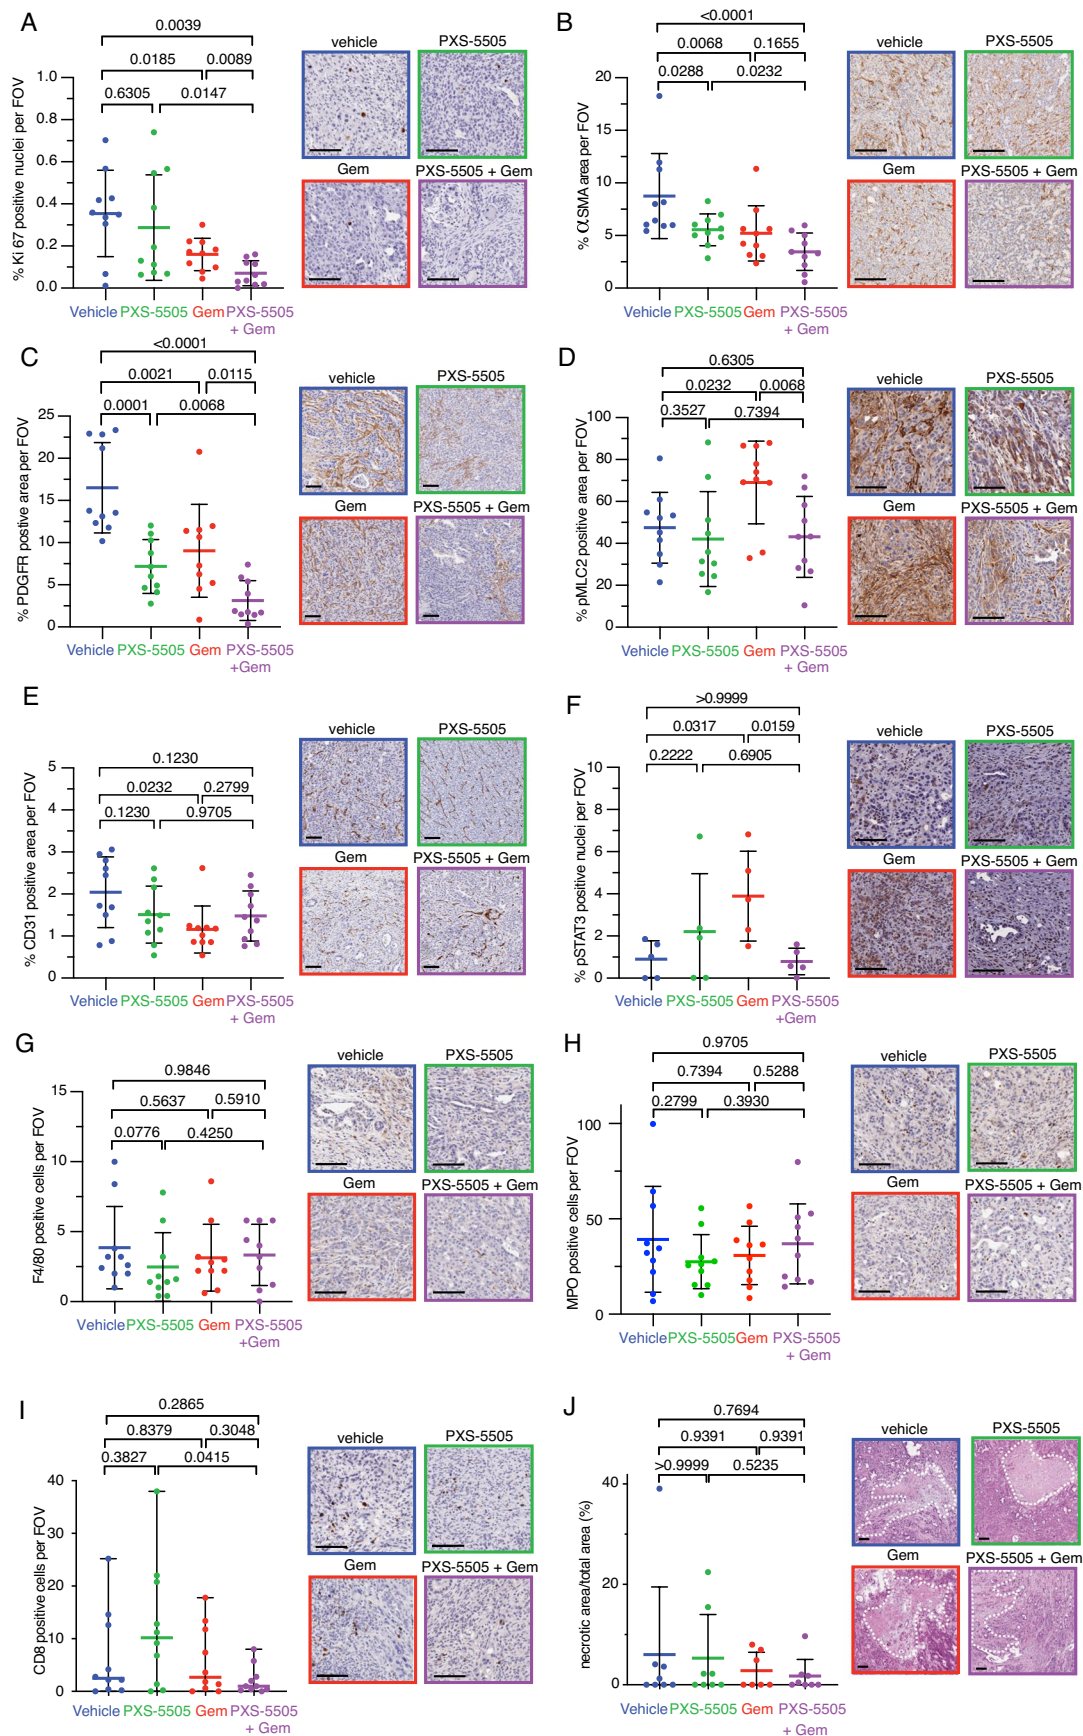 A
0.0039
0.0185
0.0089
0.6305
0.0147
% Ki 67 positive nuclei per FOV
1.0
0.8
0.6
0.4
0.2
0.0
Vehicle PXS-5505 Gem PXS-5505
+ Gem
vehicle
PXS-5505
Gem
PXS-5505 + Gem
B
<0.0001
0.0068
0.1655
0.0288
0.0232
% αSMA area per FOV
20
15
10
5
0
Vehicle PXS-5505 Gem PXS-5505
+ Gem
vehicle
PXS-5505
Gem
PXS-5505 + Gem
C
<0.0001
0.0021
0.0115
0.0001
0.0068
% PDGFR positive area per FOV
25
20
15
10
5
0
Vehicle PXS-5505 Gem PXS-5505
+Gem
vehicle
PXS-5505
Gem
PXS-5505 + Gem
D
0.6305
0.0232
0.0068
0.3527
0.7394
% pMLC2 positive area per FOV
100
80
60
40
20
0
Vehicle PXS-5505 Gem PXS-5505
+ Gem
vehicle
PXS-5505
Gem
PXS-5505 + Gem
E
0.1230
0.0232
0.2799
0.1230
0.9705
% CD31 positive area per FOV
5
4
3
2
1
0
Vehicle PXS-5505 Gem PXS-5505
+ Gem
vehicle
PXS-5505
Gem
PXS-5505 + Gem
F
>0.9999
0.0317
0.0159
0.2222
0.6905
% pSTAT3 positive nuclei per FOV
10
8
6
4
2
0
Vehicle PXS-5505 Gem PXS-5505
+Gem
vehicle
PXS-5505
Gem
PXS-5505 + Gem
G
0.9846
0.5637
0.5910
0.0776
0.4250
F4/80 positive cells per FOV
15
10
5
0
Vehicle PXS-5505 Gem PXS-5505
+Gem
vehicle
PXS-5505
Gem
PXS-5505 + Gem
H
0.9705
0.7394
0.5288
0.2799
0.3930
MPO positive cells per FOV
100
50
0
Vehicle PXS-5505 Gem PXS-5505
+ Gem
vehicle
PXS-5505
Gem
PXS-5505 + Gem
I
0.2865
0.8379
0.3048
0.3827
0.0415
CD8 positive cells per FOV
40
30
20
10
0
Vehicle PXS-5505 Gem PXS-5505
+ Gem
vehicle
PXS-5505
Gem
PXS-5505 + Gem
J
0.7694
0.9391
0.9391
>0.9999
0.5235
necrotic area/total area (%)
40
20
0
Vehicle PXS-5505 Gem PXS-5505
+ Gem
vehicle
PXS-5505
Gem
PXS-5505 + Gem